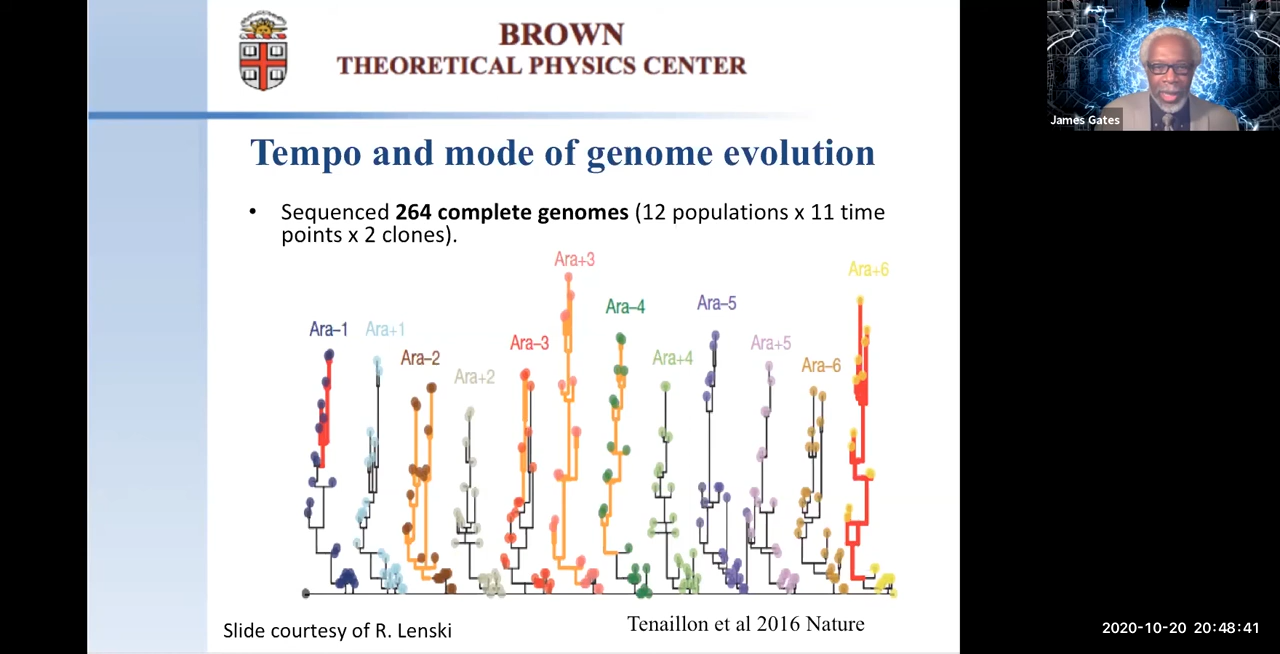 BROWN
THEORETICAL PHYSICS CENTER
James Gates
Tempo and mode of genome evolution
• Sequenced 264 complete genomes (12 populations x 11 time
points x 2 clones).
Ara+3
Ara+6
Ara–4
Ara–5
Ara–1
Ara+1
Ara–3
Ara+5
Ara–2
Ara+4
Ara–6
Ara+2
Slide courtesy of R. Lenski
Tenaillon et al 2016 Nature
2020-10-20 20:48:41